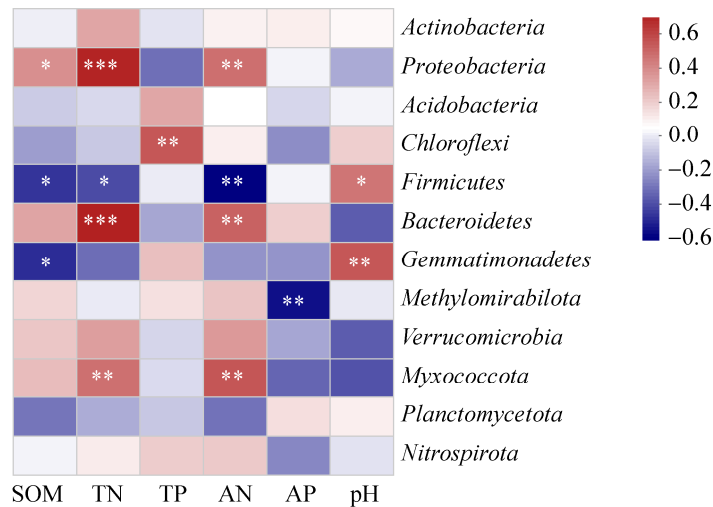 Actinobacteria
* *** ** Proteobacteria
Acidobacteria
** Chloroflexi
* * ** * Firmicutes
*** ** Bacteroidetes
* ** Gemmatimonadetes
** Methylomirabilota
Verrucomicrobia
** ** Myxococcota
Planctomycetota
Nitrospirota
SOM TN TP AN AP pH
0.6
0.4
0.2
0.0
−0.2
−0.4
−0.6